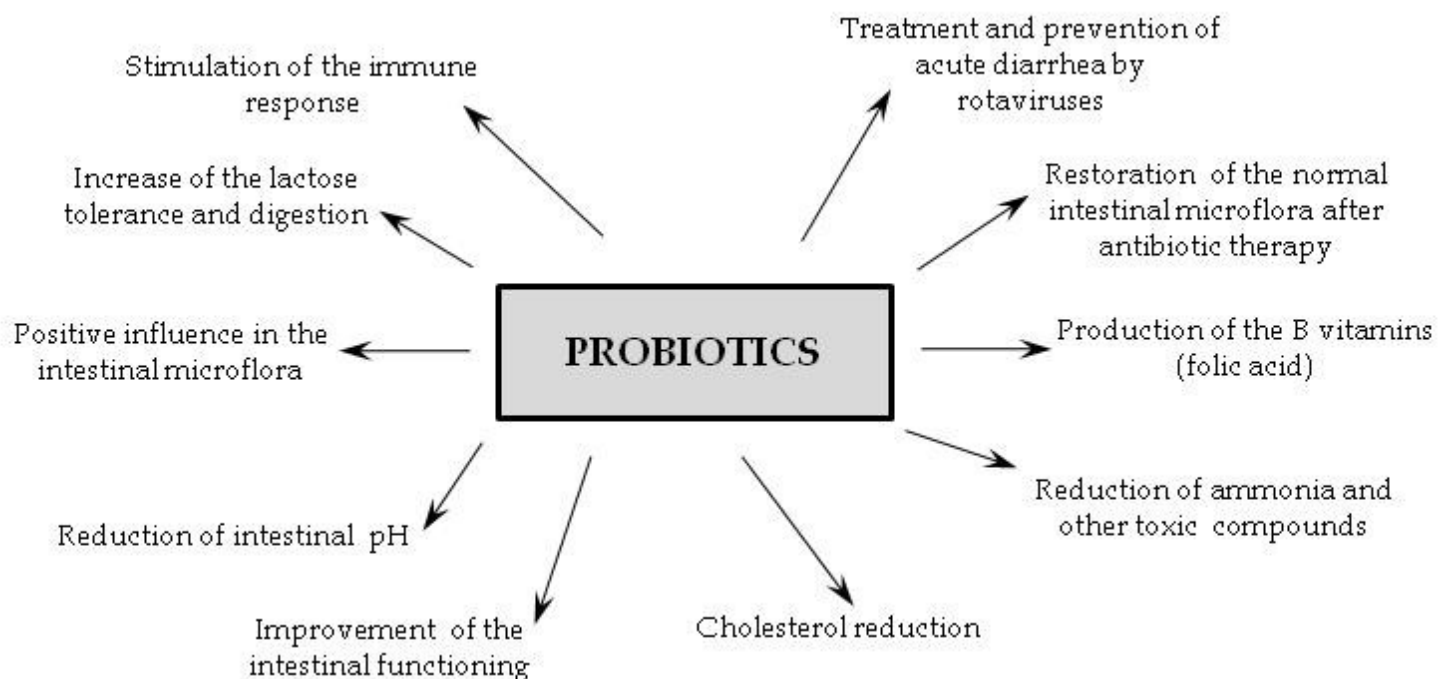 Stimulation of the immune
response
Treatment and prevention of
acute diarrhea by
rotaviruses
Increase of the lactose
tolerance and digestion
Restoration of the normal
intestinal microflora after
antibiotic therapy
Positive influence in the
intestinal microflora
PROBIOTICS
Production of the B vitamins
(folic acid)
Reduction of intestinal pH
Reduction of ammonia and
other toxic compounds
Improvement of the
intestinal functioning
Cholesterol reduction